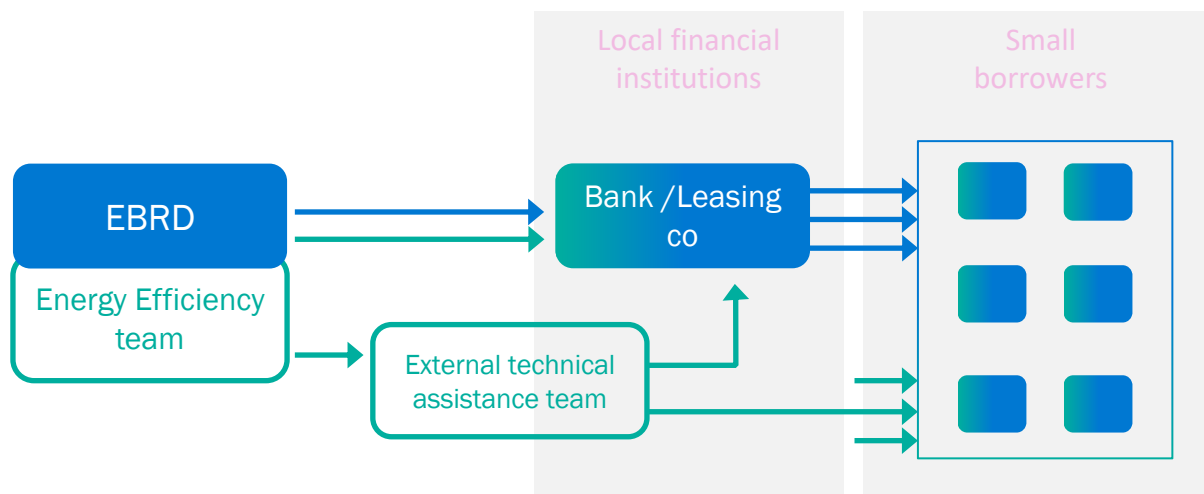 Local financial
institutions
Small
borrowers
EBRD
Bank /Leasing
co
Energy Efficiency
team
External technical
assistance team